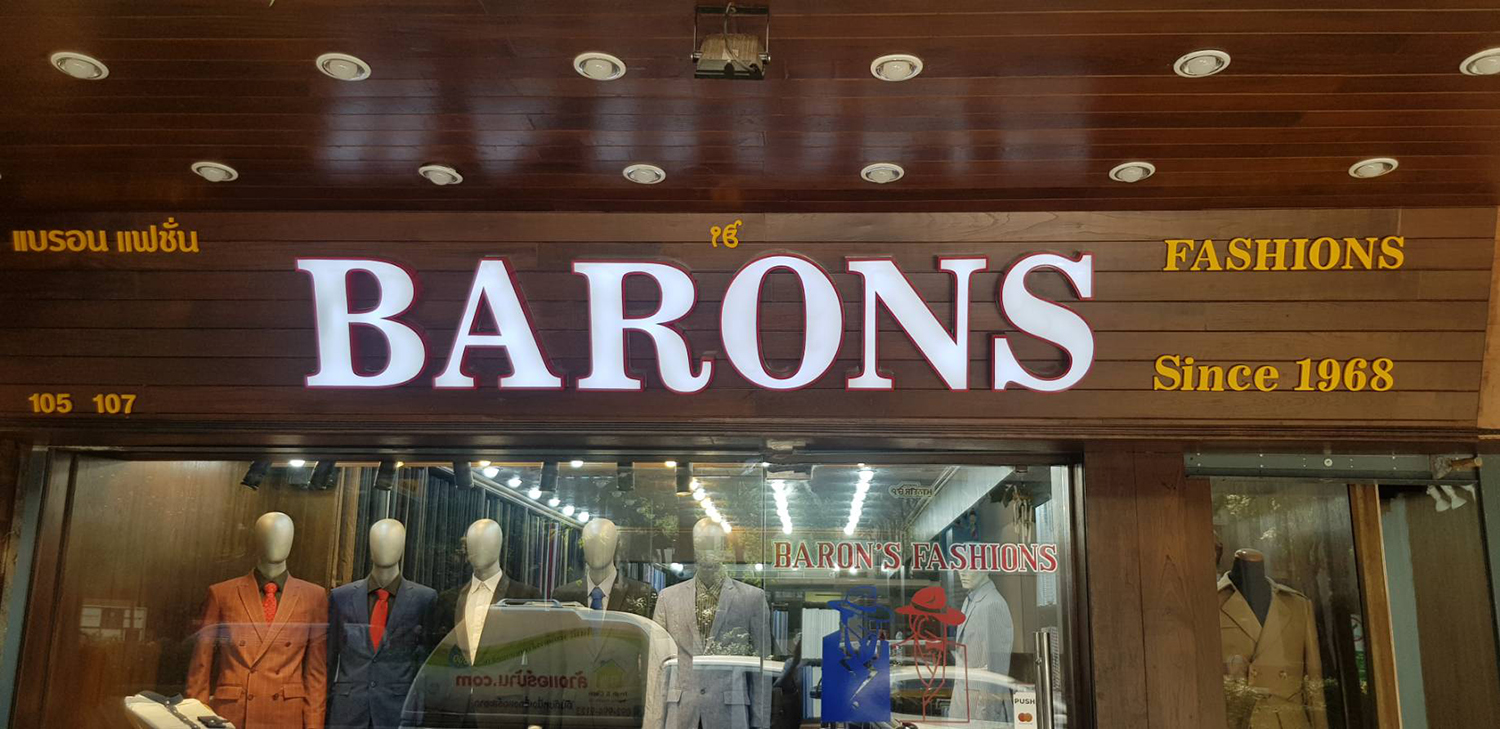 แบรอน แฟชั่น
ੴ
BARONS
FASHIONS
Since 1968
105 107
BARON'S FASHIONS
PUSH